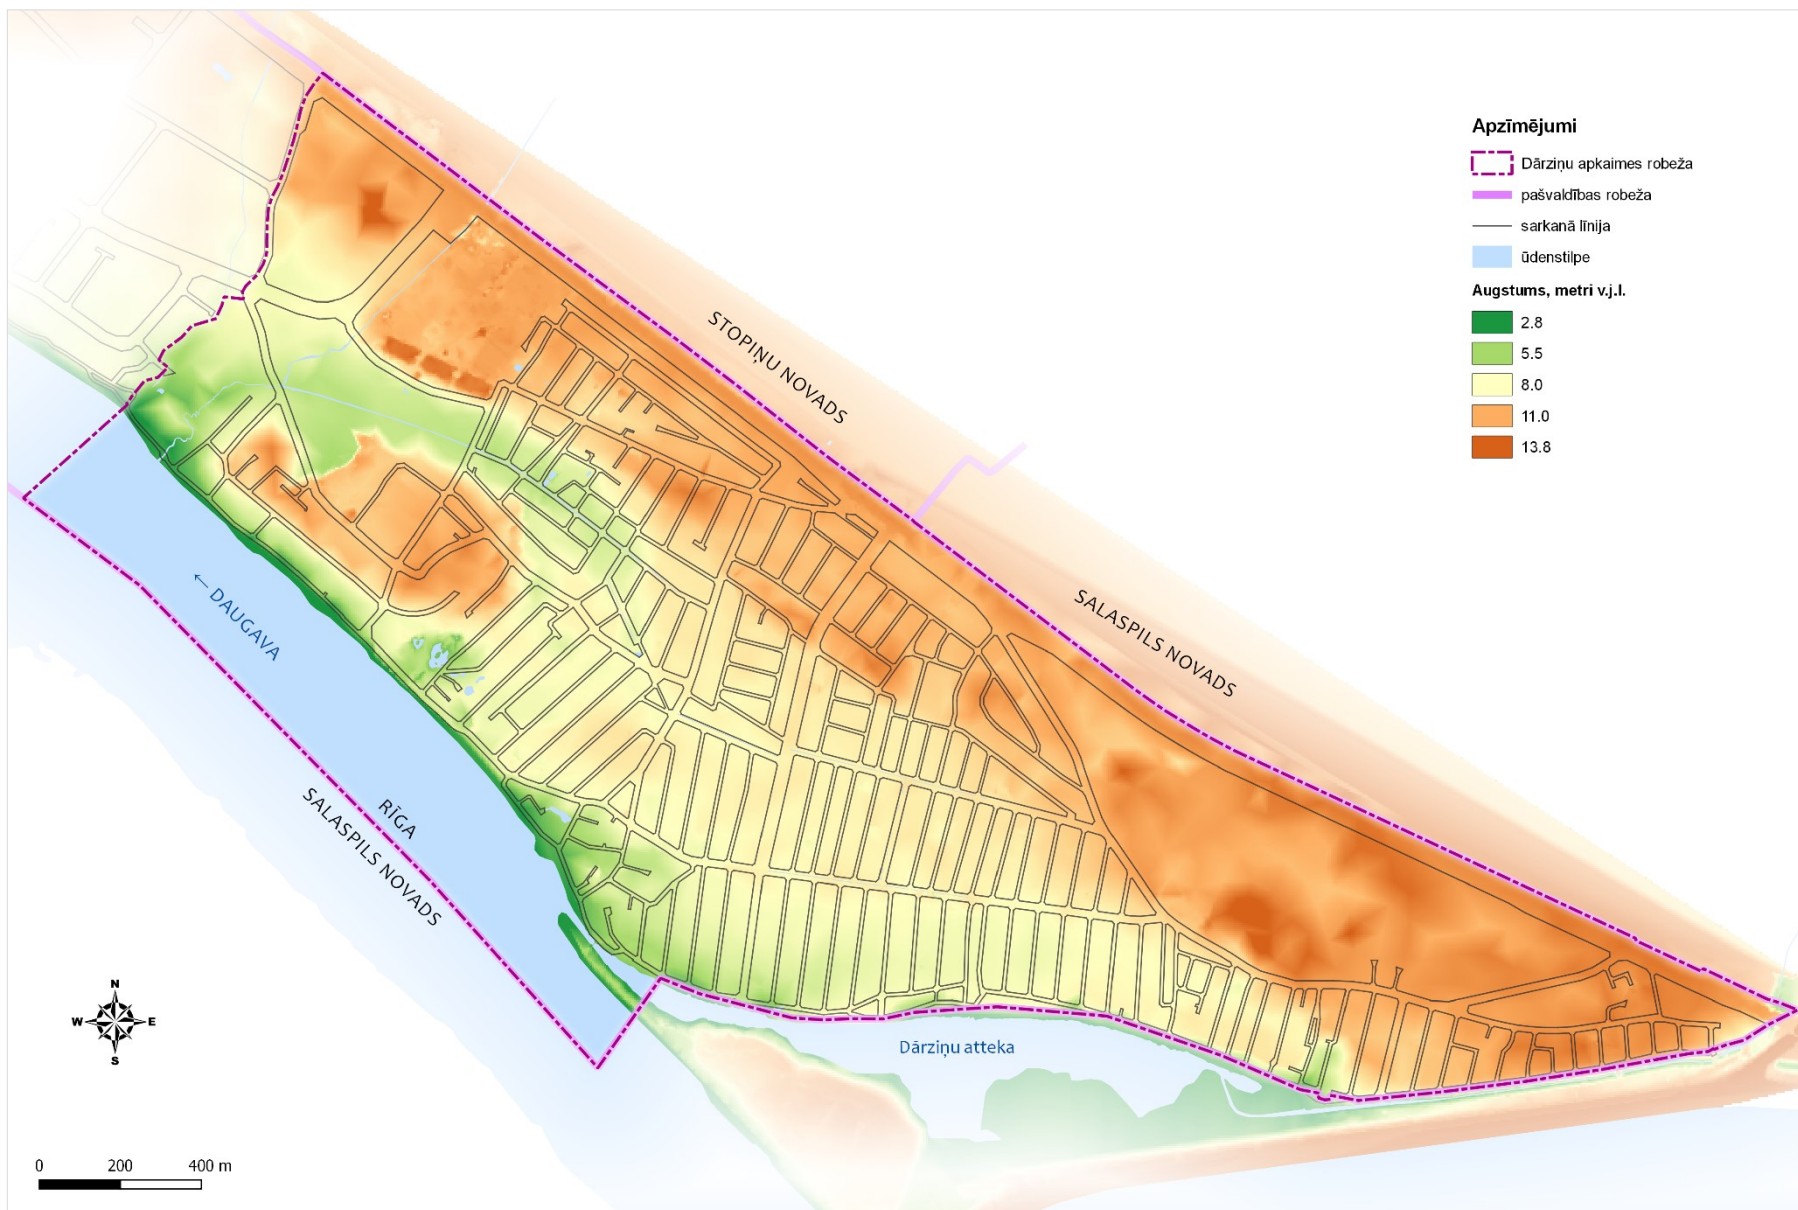 Apzīmējumi
Dārziņu apkaimes robeža
pašvaldības robeža
sarkanā līnija
ūdenstilpe
Augstums, metri v.j.l.
2.8
5.5
8.0
11.0
13.8
STOPIŅU NOVADS
SALASPILS NOVADS
← DAUGAVA
RĪGA
SALASPILS NOVADS
Dārziņu atteka
N
W E
S
0 200 400 m